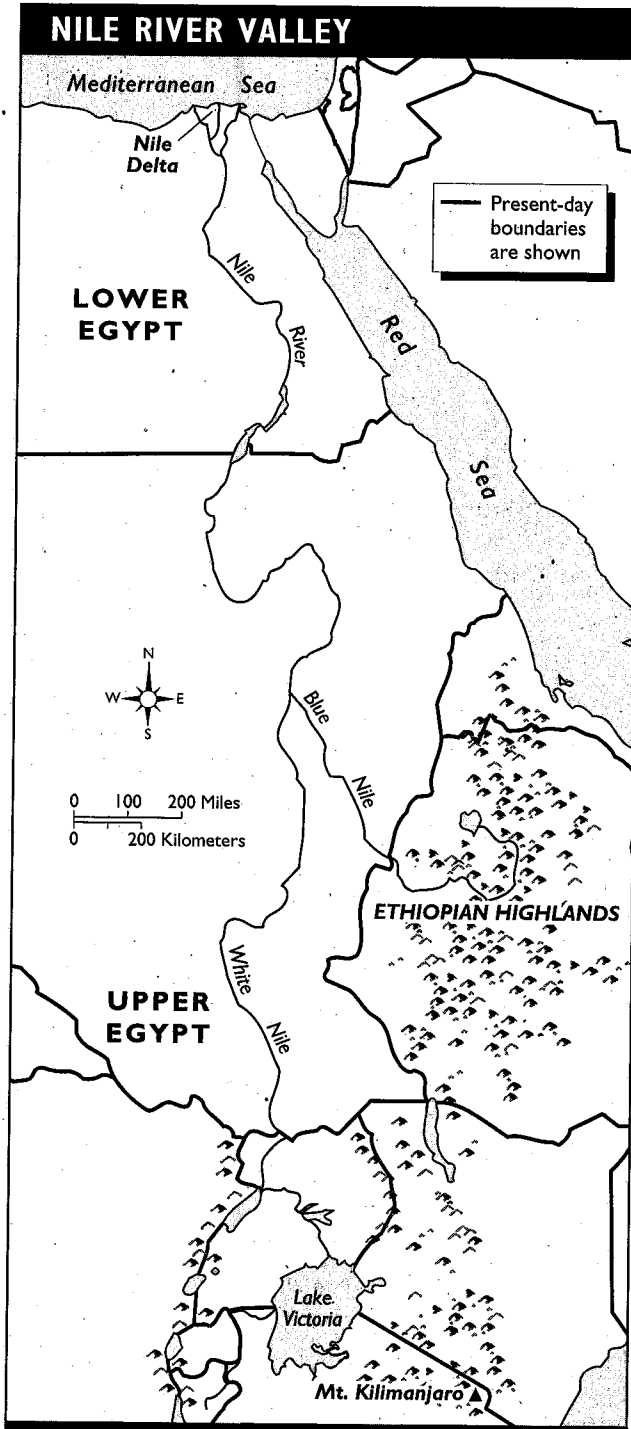 NILE RIVER VALLEY
Mediterranean Sea
Nile
Delta
Present-day
boundaries
are shown
Nile
River
LOWER
EGYPT
Red
Sea
N
W E
S
Blue
Nile
0 100 200 Miles
0 200 Kilometers
ETHIOPIAN HIGHLANDS
White
Nile
UPPER
EGYPT
Lake
Victoria
Mt. Kilimanjaro